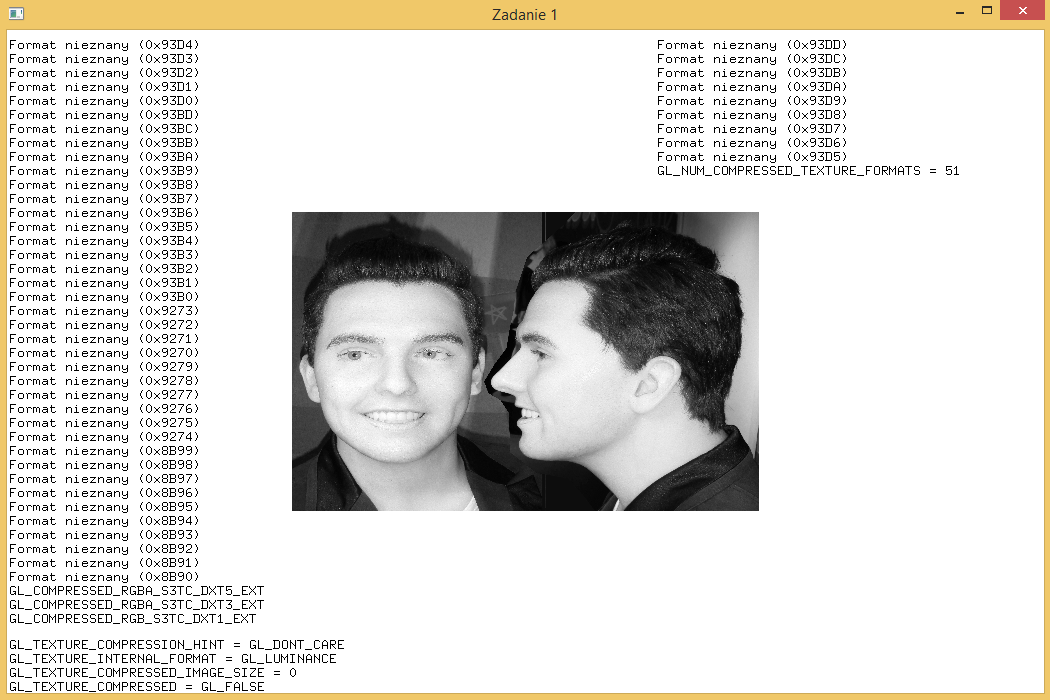 Zadanie 1
Format nieznany (0x93D4)
Format nieznany (0x93D3)
Format nieznany (0x93D2)
Format nieznany (0x93D1)
Format nieznany (0x93D0)
Format nieznany (0x93BD)
Format nieznany (0x93BC)
Format nieznany (0x93BB)
Format nieznany (0x93BA)
Format nieznany (0x93B9)
Format nieznany (0x93B8)
Format nieznany (0x93B7)
Format nieznany (0x93B6)
Format nieznany (0x93B5)
Format nieznany (0x93B4)
Format nieznany (0x93B3)
Format nieznany (0x93B2)
Format nieznany (0x93B1)
Format nieznany (0x93B0)
Format nieznany (0x9273)
Format nieznany (0x9272)
Format nieznany (0x9271)
Format nieznany (0x9270)
Format nieznany (0x9279)
Format nieznany (0x9278)
Format nieznany (0x9277)
Format nieznany (0x9276)
Format nieznany (0x9275)
Format nieznany (0x9274)
Format nieznany (0x8B99)
Format nieznany (0x8B98)
Format nieznany (0x8B97)
Format nieznany (0x8B96)
Format nieznany (0x8B95)
Format nieznany (0x8B94)
Format nieznany (0x8B93)
Format nieznany (0x8B92)
Format nieznany (0x8B91)
Format nieznany (0x8B90)
GL_COMPRESSED_RGBA_S3TC_DXT5_EXT
GL_COMPRESSED_RGBA_S3TC_DXT3_EXT
GL_COMPRESSED_RGB_S3TC_DXT1_EXT
GL_TEXTURE_COMPRESSION_HINT = GL_DONT_CARE
GL_TEXTURE_INTERNAL_FORMAT = GL_LUMINANCE
GL_TEXTURE_COMPRESSED_IMAGE_SIZE = 0
GL_TEXTURE_COMPRESSED = GL_FALSE
Format nieznany (0x93DD)
Format nieznany (0x93DC)
Format nieznany (0x93DB)
Format nieznany (0x93DA)
Format nieznany (0x93D9)
Format nieznany (0x93D8)
Format nieznany (0x93D7)
Format nieznany (0x93D6)
Format nieznany (0x93D5)
GL_NUM_COMPRESSED_TEXTURE_FORMATS = 51